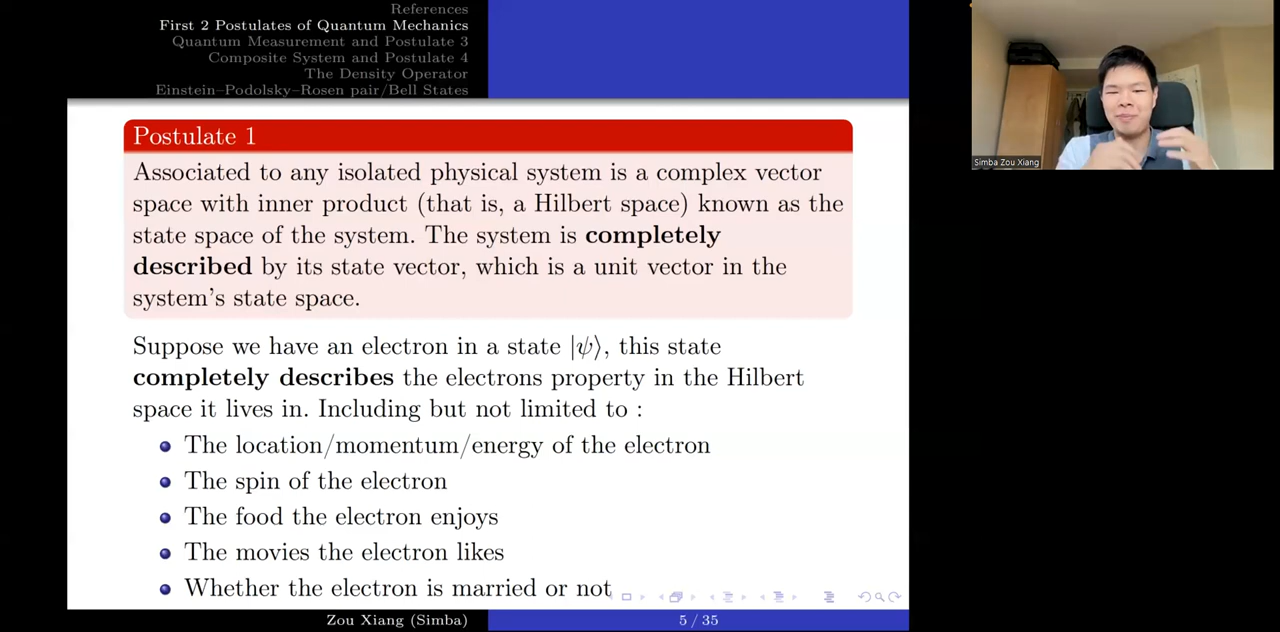 References
First 2 Postulates of Quantum Mechanics
Quantum Measurement and Postulate 3
Composite System and Postulate 4
The Density Operator
Einstein–Podolsky–Rosen pair/Bell States
Simba Zou Xiang
Postulate 1
Associated to any isolated physical system is a complex vector
space with inner product (that is, a Hilbert space) known as the
state space of the system. The system is completely
described by its state vector, which is a unit vector in the
system's state space.
Suppose we have an electron in a state |ψ⟩, this state
completely describes the electrons property in the Hilbert
space it lives in. Including but not limited to :
The location/momentum/energy of the electron
The spin of the electron
The food the electron enjoys
The movies the electron likes
Whether the electron is married or not
Zou Xiang (Simba)
5 / 35